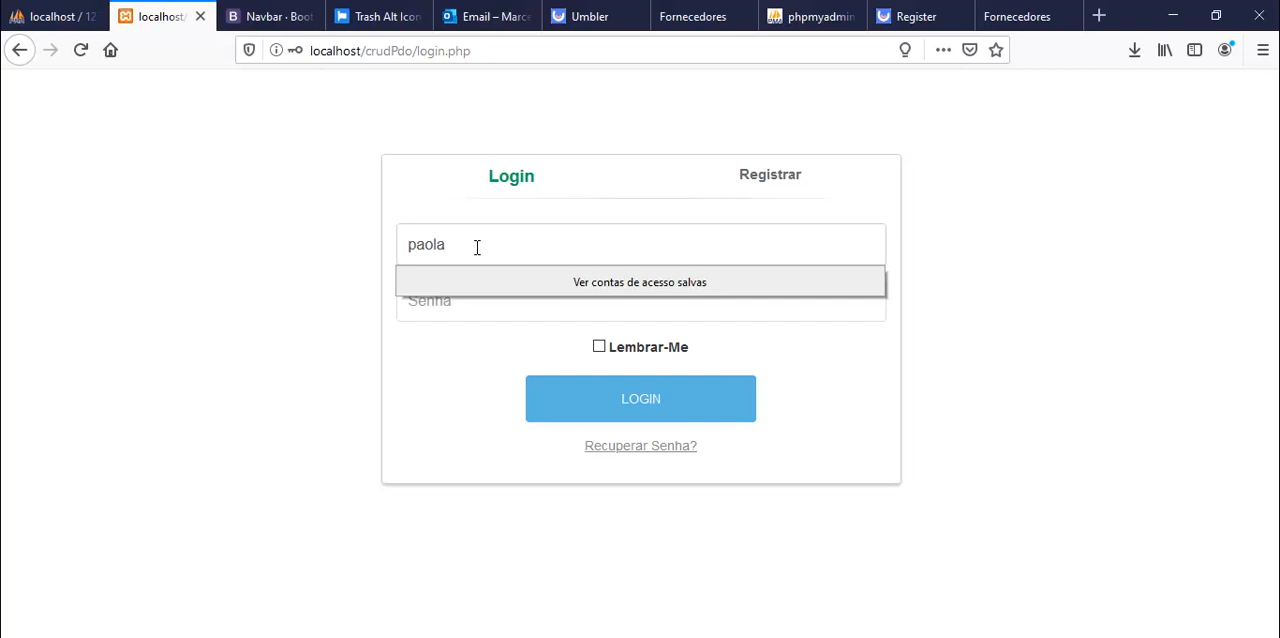 localhost / 12
localhost/
Navbar · Boot
Trash Alt Icon
Email – Marce
Umbler
Fornecedores
phpmyadmin
Register
Fornecedores
localhost/crudPdo/login.php
Login
Registrar
paola
Ver contas de acesso salvas
Senha
Lembrar-Me
LOGIN
Recuperar Senha?